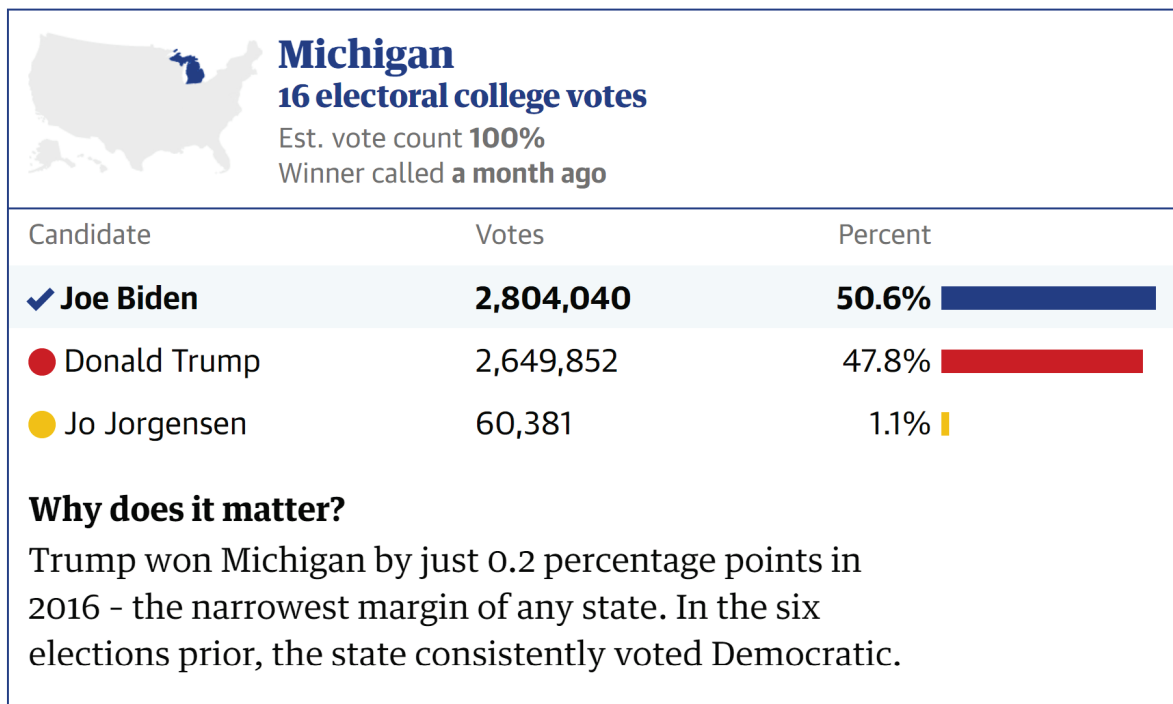 Michigan
16 electoral college votes
Est. vote count 100%
Winner called a month ago
Candidate Votes Percent
Joe Biden 2,804,040 50.6%
Donald Trump 2,649,852 47.8%
Jo Jorgensen 60,381 1.1%
Why does it matter?
Trump won Michigan by just 0.2 percentage points in
2016 - the narrowest margin of any state. In the six
elections prior, the state consistently voted Democratic.